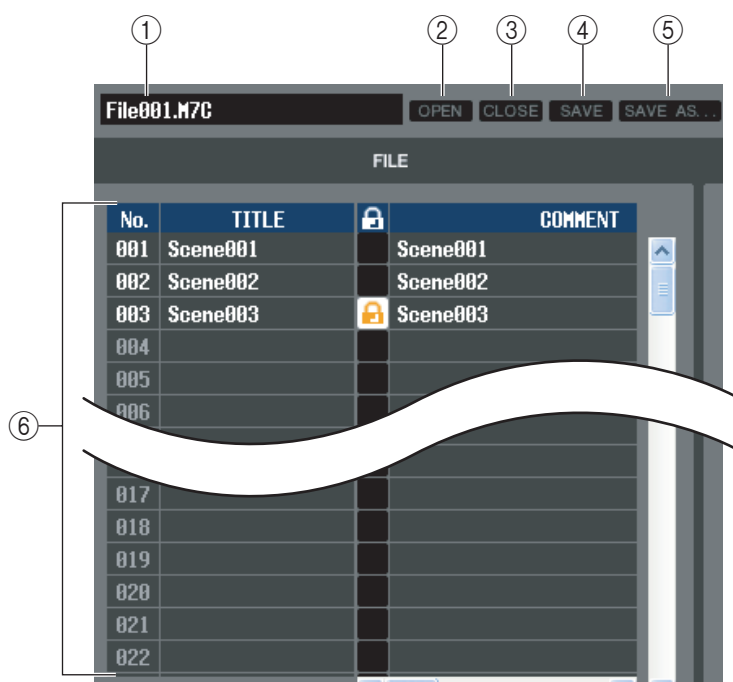 ① ② ③ ④ ⑤
File001.M7C OPEN CLOSE SAVE SAVE AS...
FILE
No. TITLE COMMENT
001 Scene001 Scene001
002 Scene002 Scene002
003 Scene003 Scene003
004
005
006
⑥
017
018
019
020
021
022